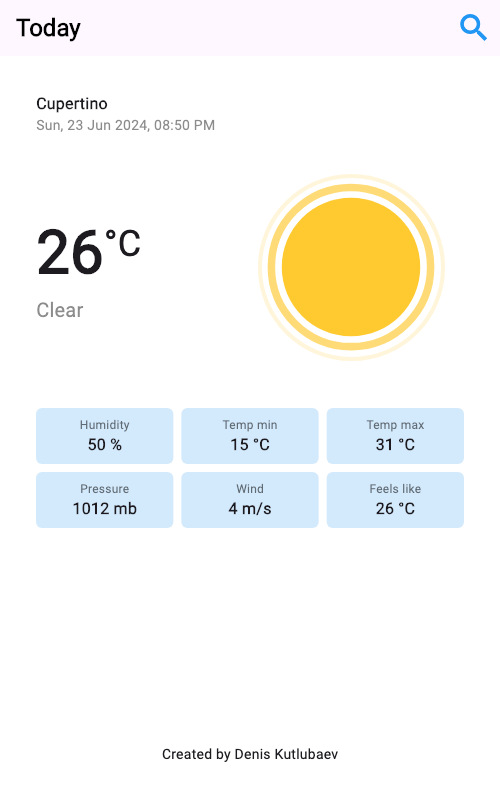 Today
Cupertino
Sun, 23 Jun 2024, 08:50 PM
26°C
Clear
Humidity Temp min Temp max
50 % 15 °C 31 °C
Pressure Wind Feels like
1012 mb 4 m/s 26 °C
Created by Denis Kutlubaev